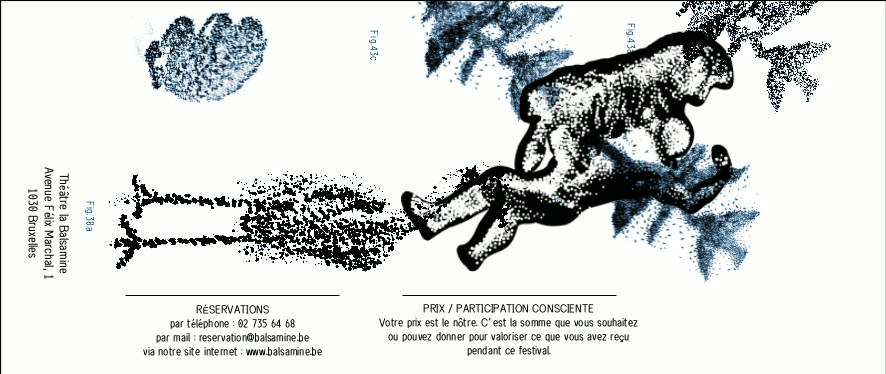 Fig.43c
Fig.43a
Théâtre la Balsamine
Avenue Félix Marchal, 1
1030 Bruxelles
Fig.38a
RÉSERVATIONS
par téléphone : 02 735 64 68
par mail : reservation@balsamine.be
via notre site internet : www.balsamine.be
PRIX / PARTICIPATION CONSCIENTE
Votre prix est le nôtre. C'est la somme que vous souhaitez
ou pouvez donner pour valoriser ce que vous avez reçu
pendant ce festival.